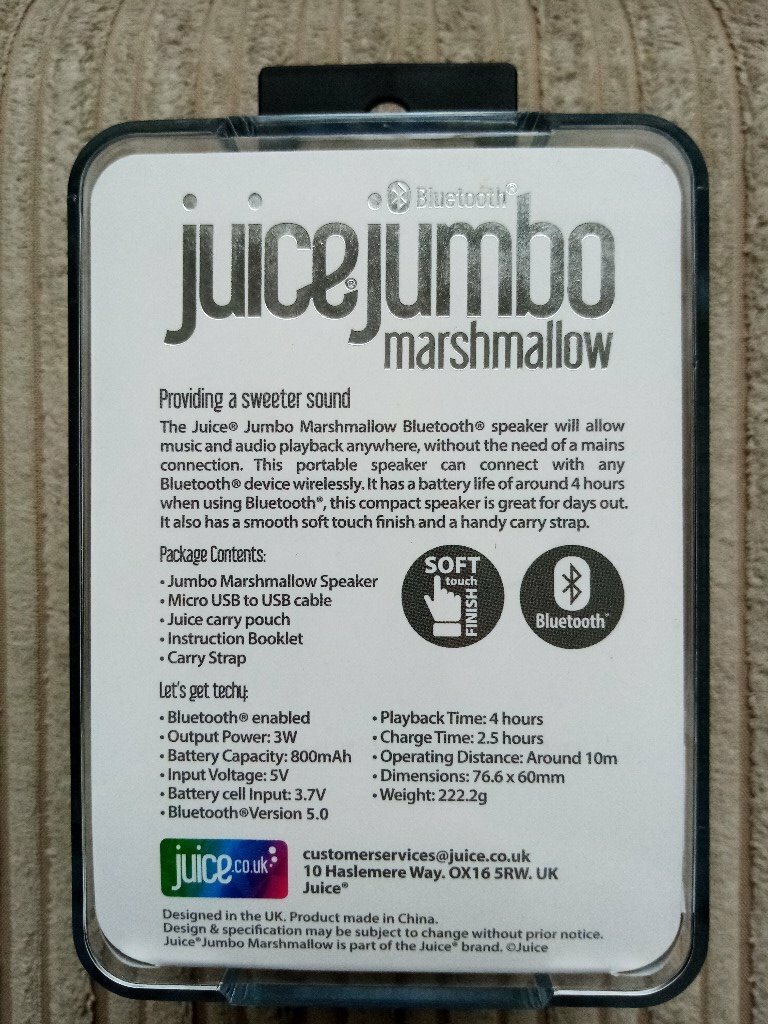 Bluetooth®
juice® jumbo
marshmallow
Providing a sweeter sound
The Juice® Jumbo Marshmallow Bluetooth® speaker will allow
music and audio playback anywhere, without the need of a mains
connection. This portable speaker can connect with any
Bluetooth® device wirelessly. It has a battery life of around 4 hours
when using Bluetooth®, this compact speaker is great for days out.
It also has a smooth soft touch finish and a handy carry strap.
Package Contents:
• Jumbo Marshmallow Speaker
• Micro USB to USB cable
• Juice carry pouch
• Instruction Booklet
• Carry Strap
SOFT
touch
FINISH
Bluetooth™
Let's get techy:
• Bluetooth® enabled
• Output Power: 3W
• Battery Capacity: 800mAh
• Input Voltage: 5V
• Battery cell Input: 3.7V
• Bluetooth®Version 5.0
• Playback Time: 4 hours
• Charge Time: 2.5 hours
• Operating Distance: Around 10m
• Dimensions: 76.6 x 60mm
• Weight: 222.2g
juice.co.uk
customerservices@juice.co.uk
10 Haslemere Way. OX16 5RW. UK
Juice®
Designed in the UK. Product made in China.
Design & specification may be subject to change without prior notice.
Juice®Jumbo Marshmallow is part of the Juice® brand. ©Juice